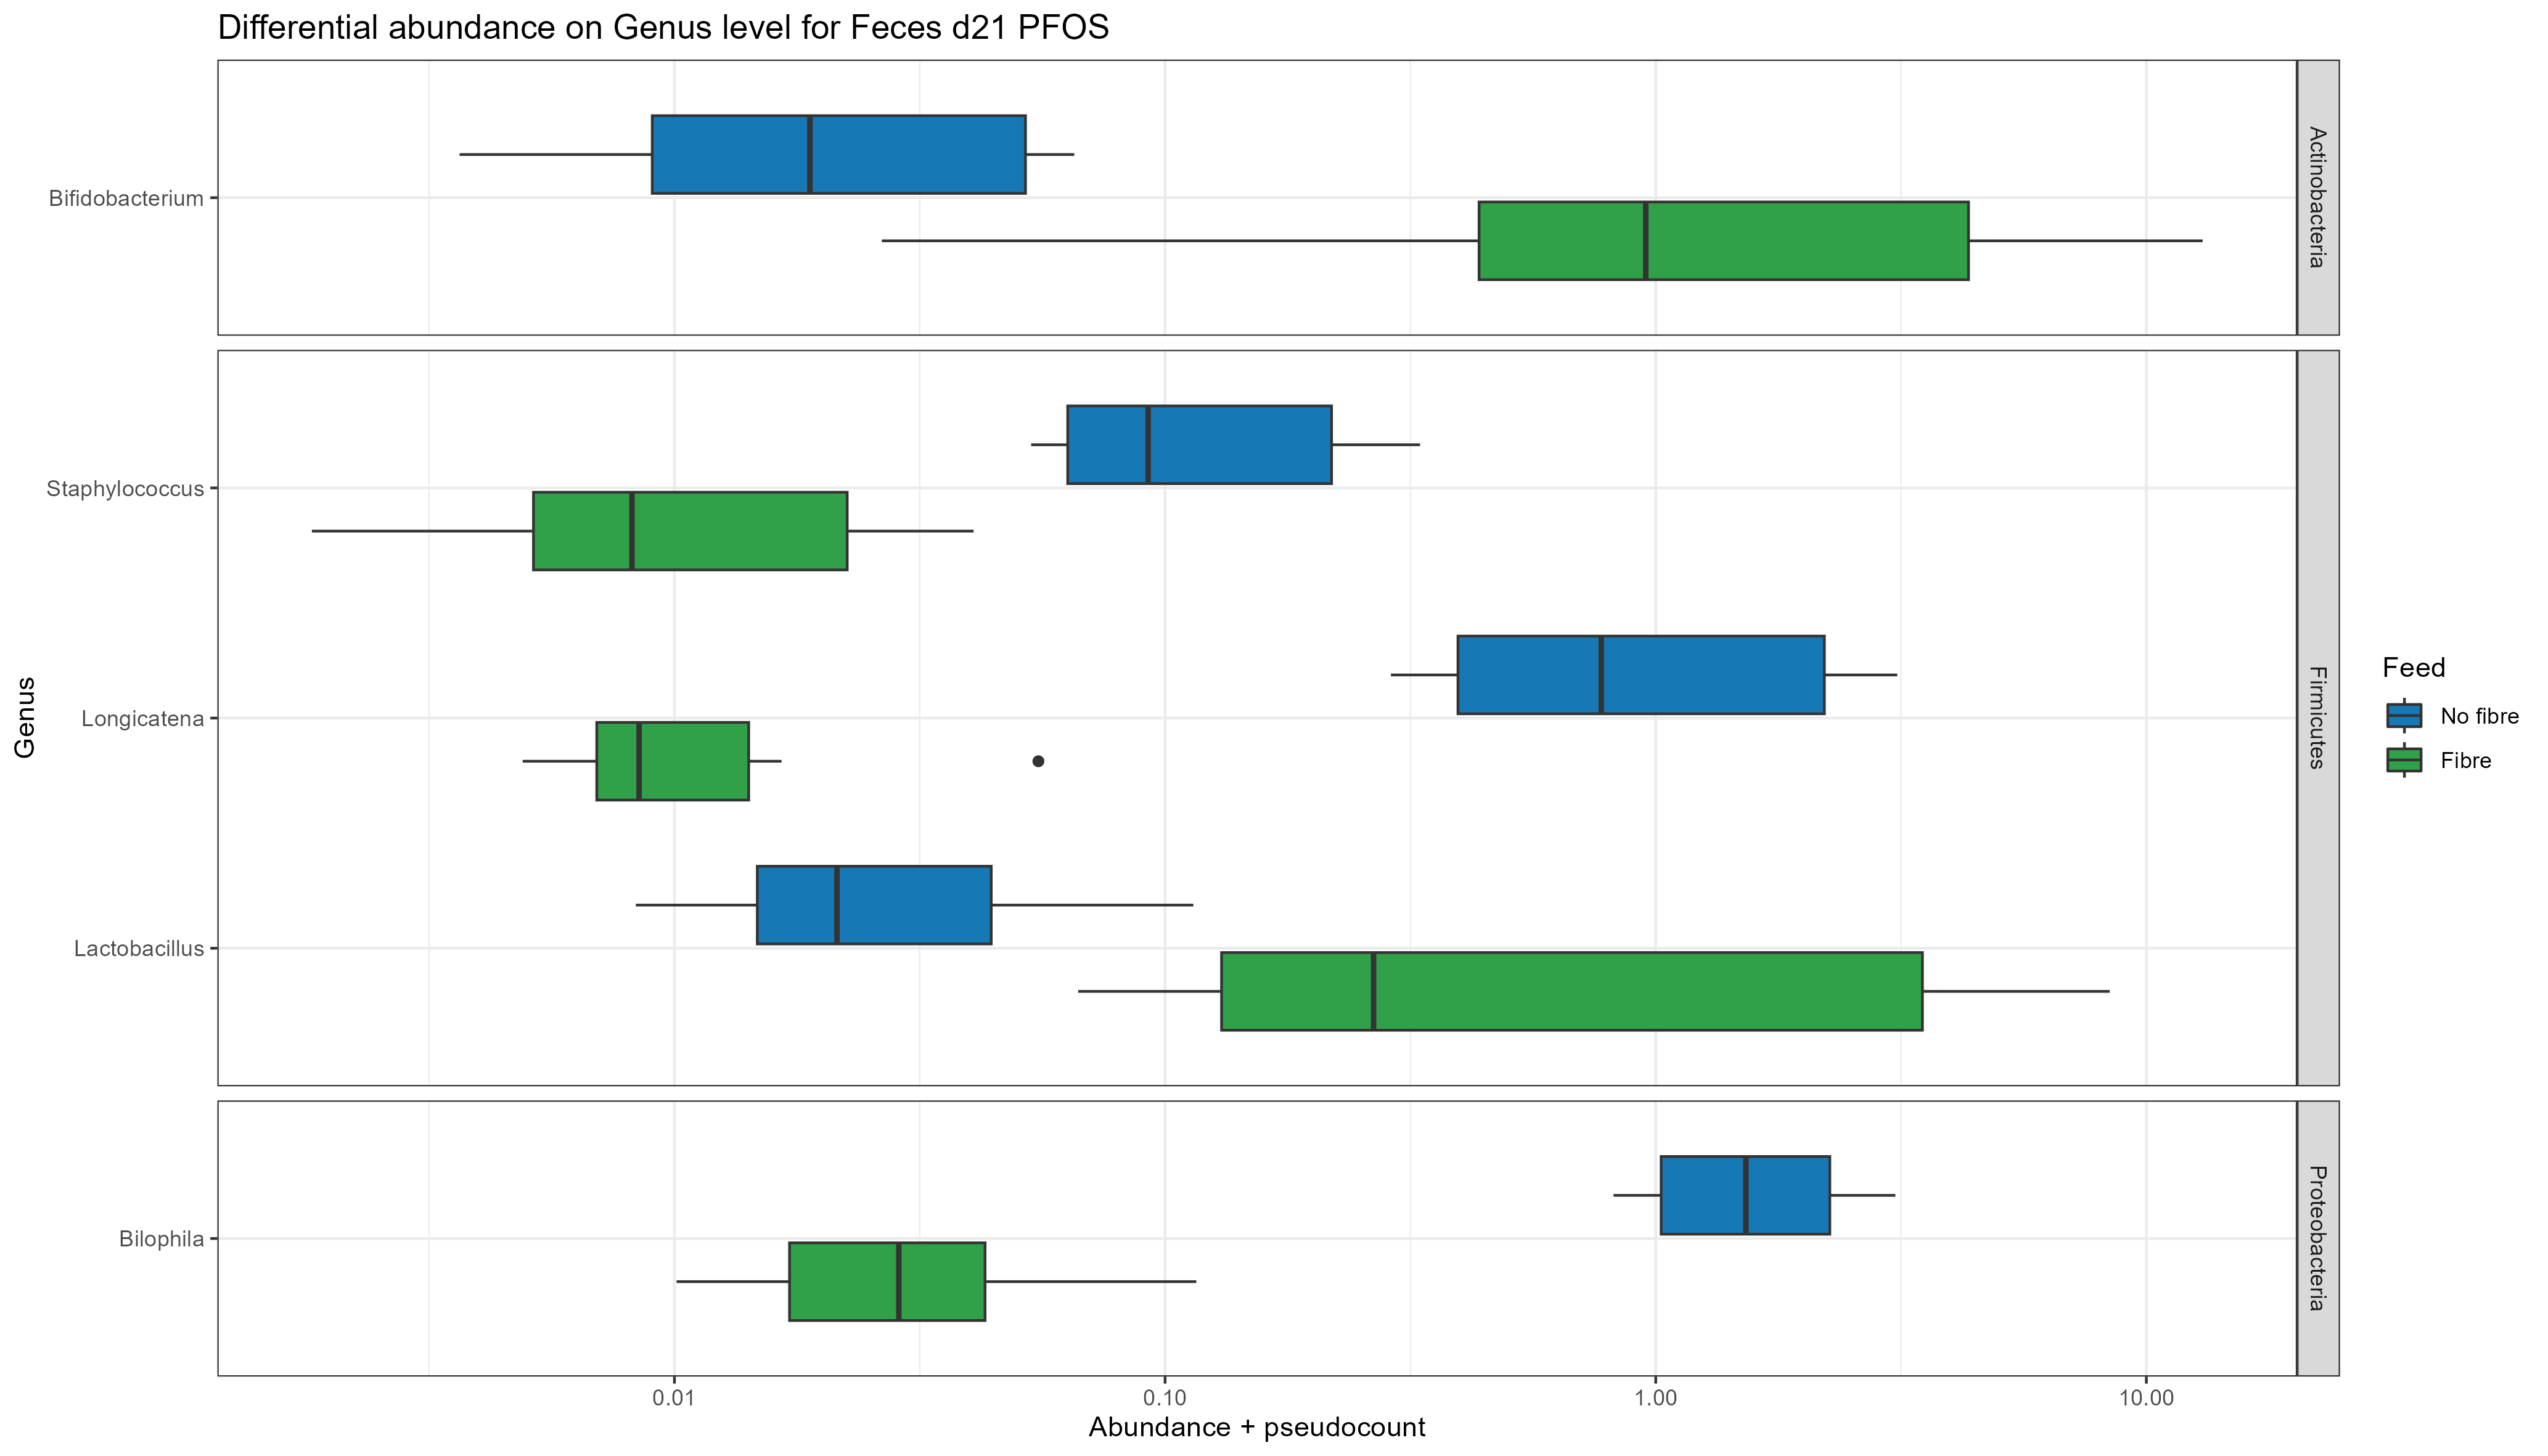 Differential abundance on Genus level for Feces d21 PFOS
Actinobacteria
Bifidobacterium
Staphylococcus
Longicatena
Lactobacillus
Firmicutes
Bilophila
Proteobacteria
Genus
0.01
0.10
1.00
10.00
Abundance + pseudocount
Feed
No fibre
Fibre